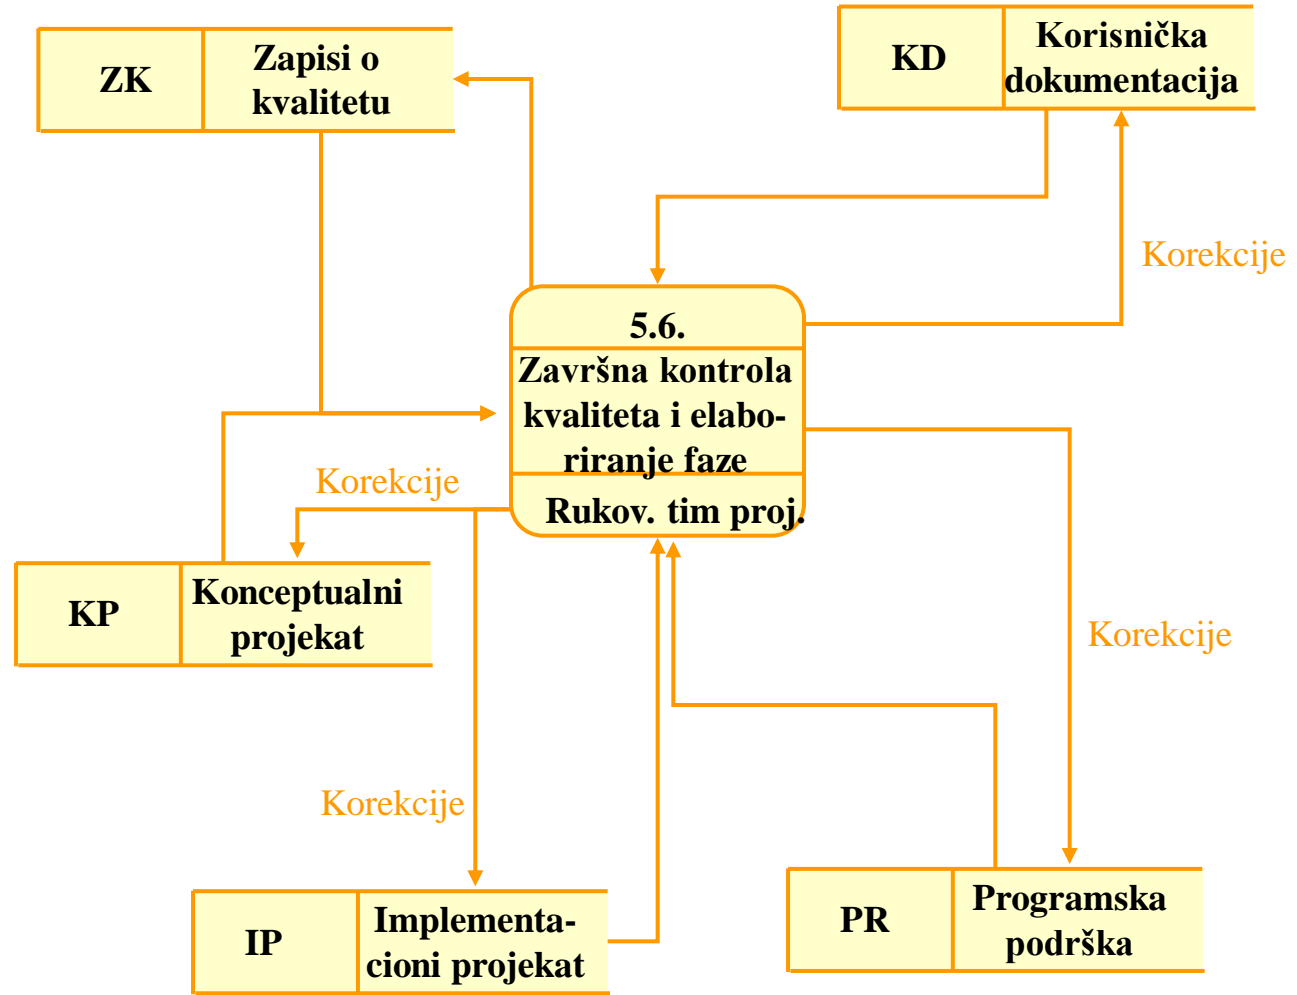 ZK
Zapisi o
kvalitetu
KD
Korisnička
dokumentacija
Korekcije
5.6.
Završna kontrola
kvaliteta i elabo-
riranje faze
Rukov. tim proj.
Korekcije
KP
Konceptualni
projekat
Korekcije
Korekcije
IP
Implementa-
cioni projekat
PR
Programska
podrška